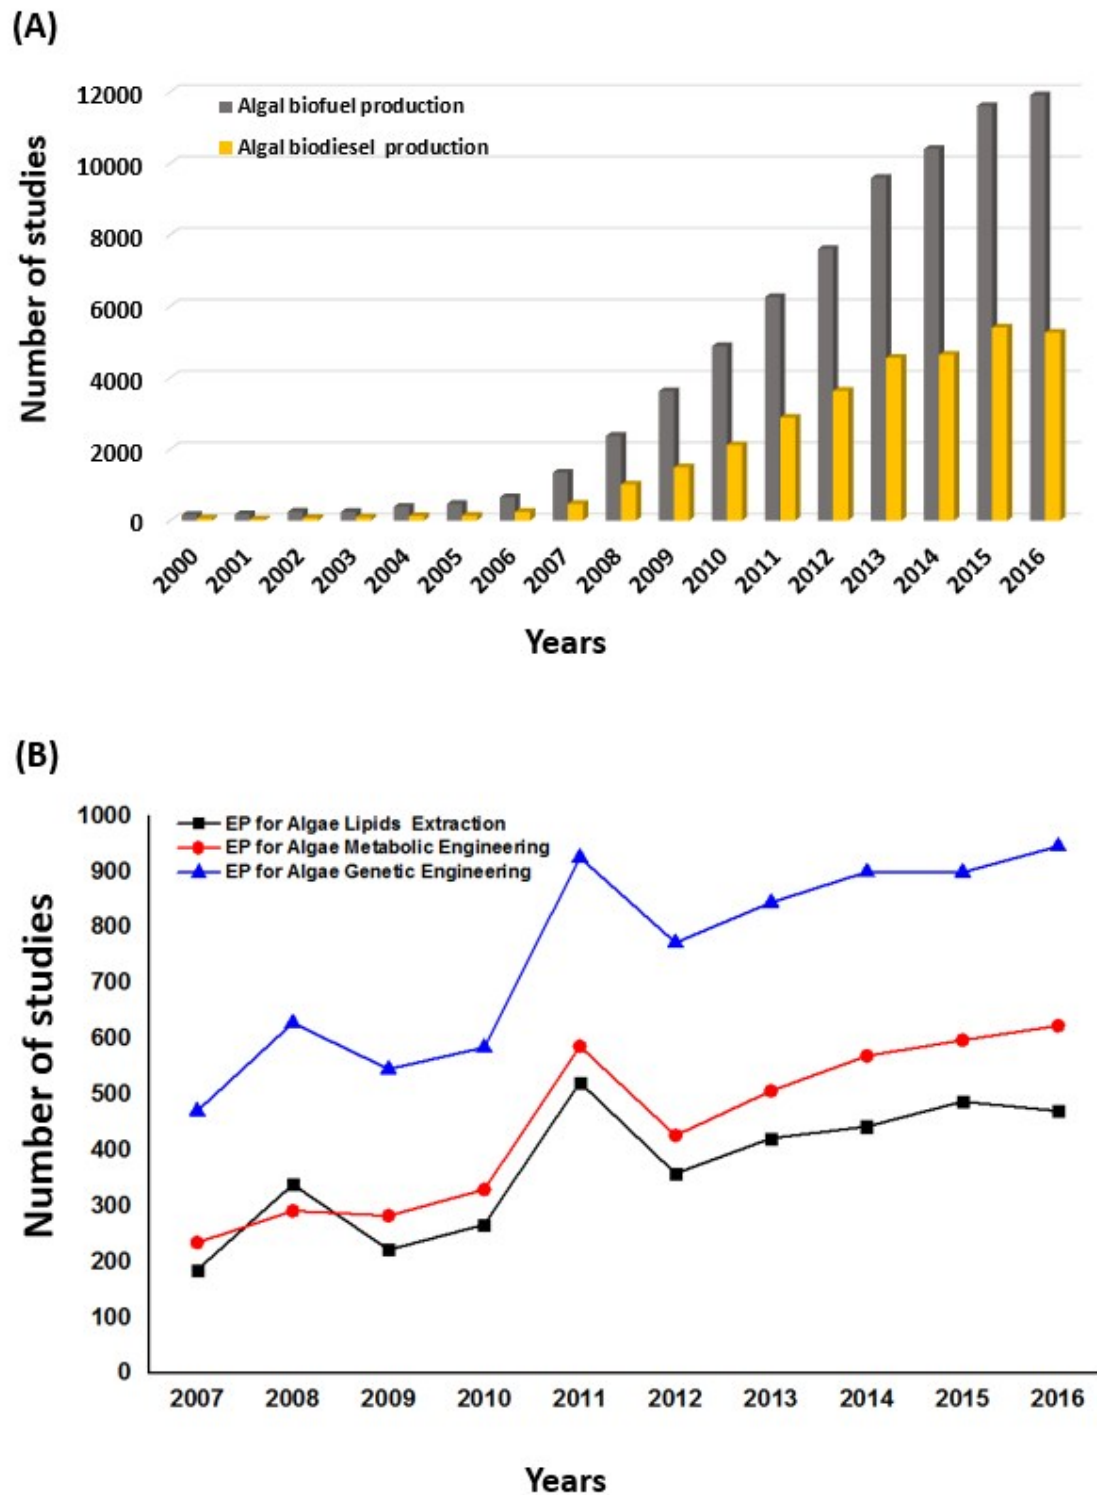 (A)
12000
10000
8000
6000
4000
2000
0
Number of studies
Algal biofuel production
Algal biodiesel production
2000 2001 2002 2003 2004 2005 2006 2007 2008 2009 2010 2011 2012 2013 2014 2015 2016
Years
(B)
1000
900
800
700
600
500
400
300
200
100
0
Number of studies
EP for Algae Lipids Extraction
EP for Algae Metabolic Engineering
EP for Algae Genetic Engineering
2007 2008 2009 2010 2011 2012 2013 2014 2015 2016
Years